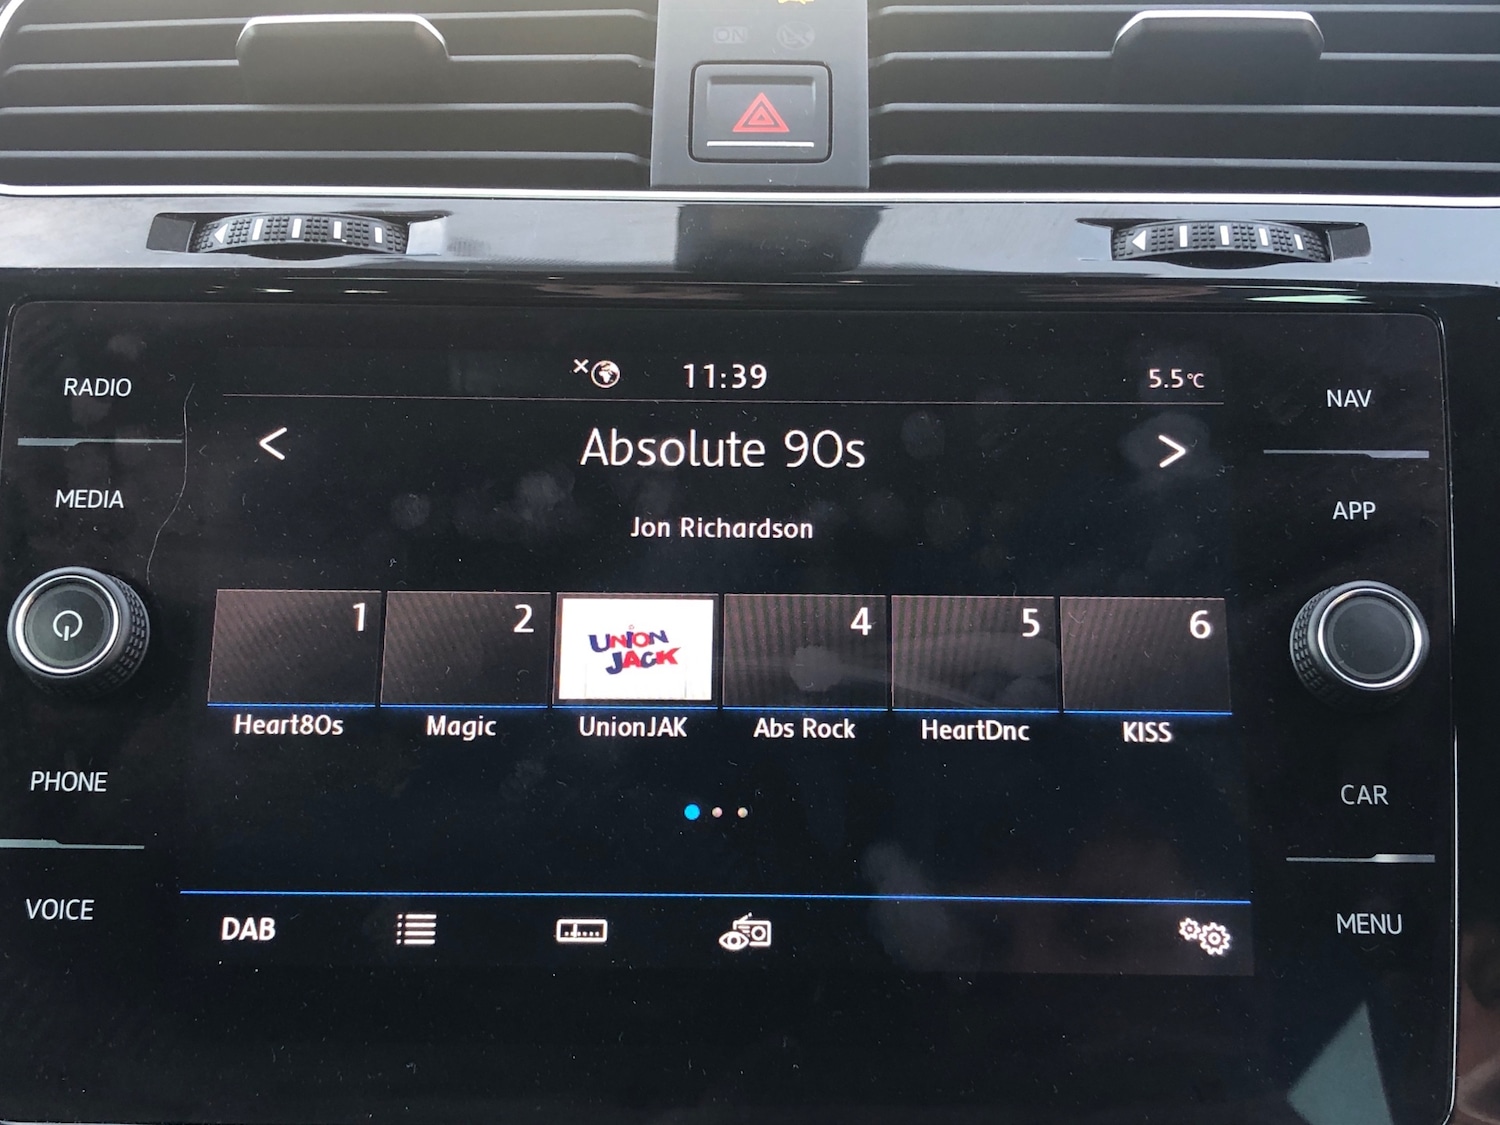 ON
11:39
5.5°C
RADIO
NAV
< Absolute 90s >
MEDIA
APP
Jon Richardson
1
2
UNION
JACK
4
5
6
Heart80s
Magic
UnionJAK
Abs Rock
HeartDnc
KISS
PHONE
CAR
VOICE
DAB
MENU